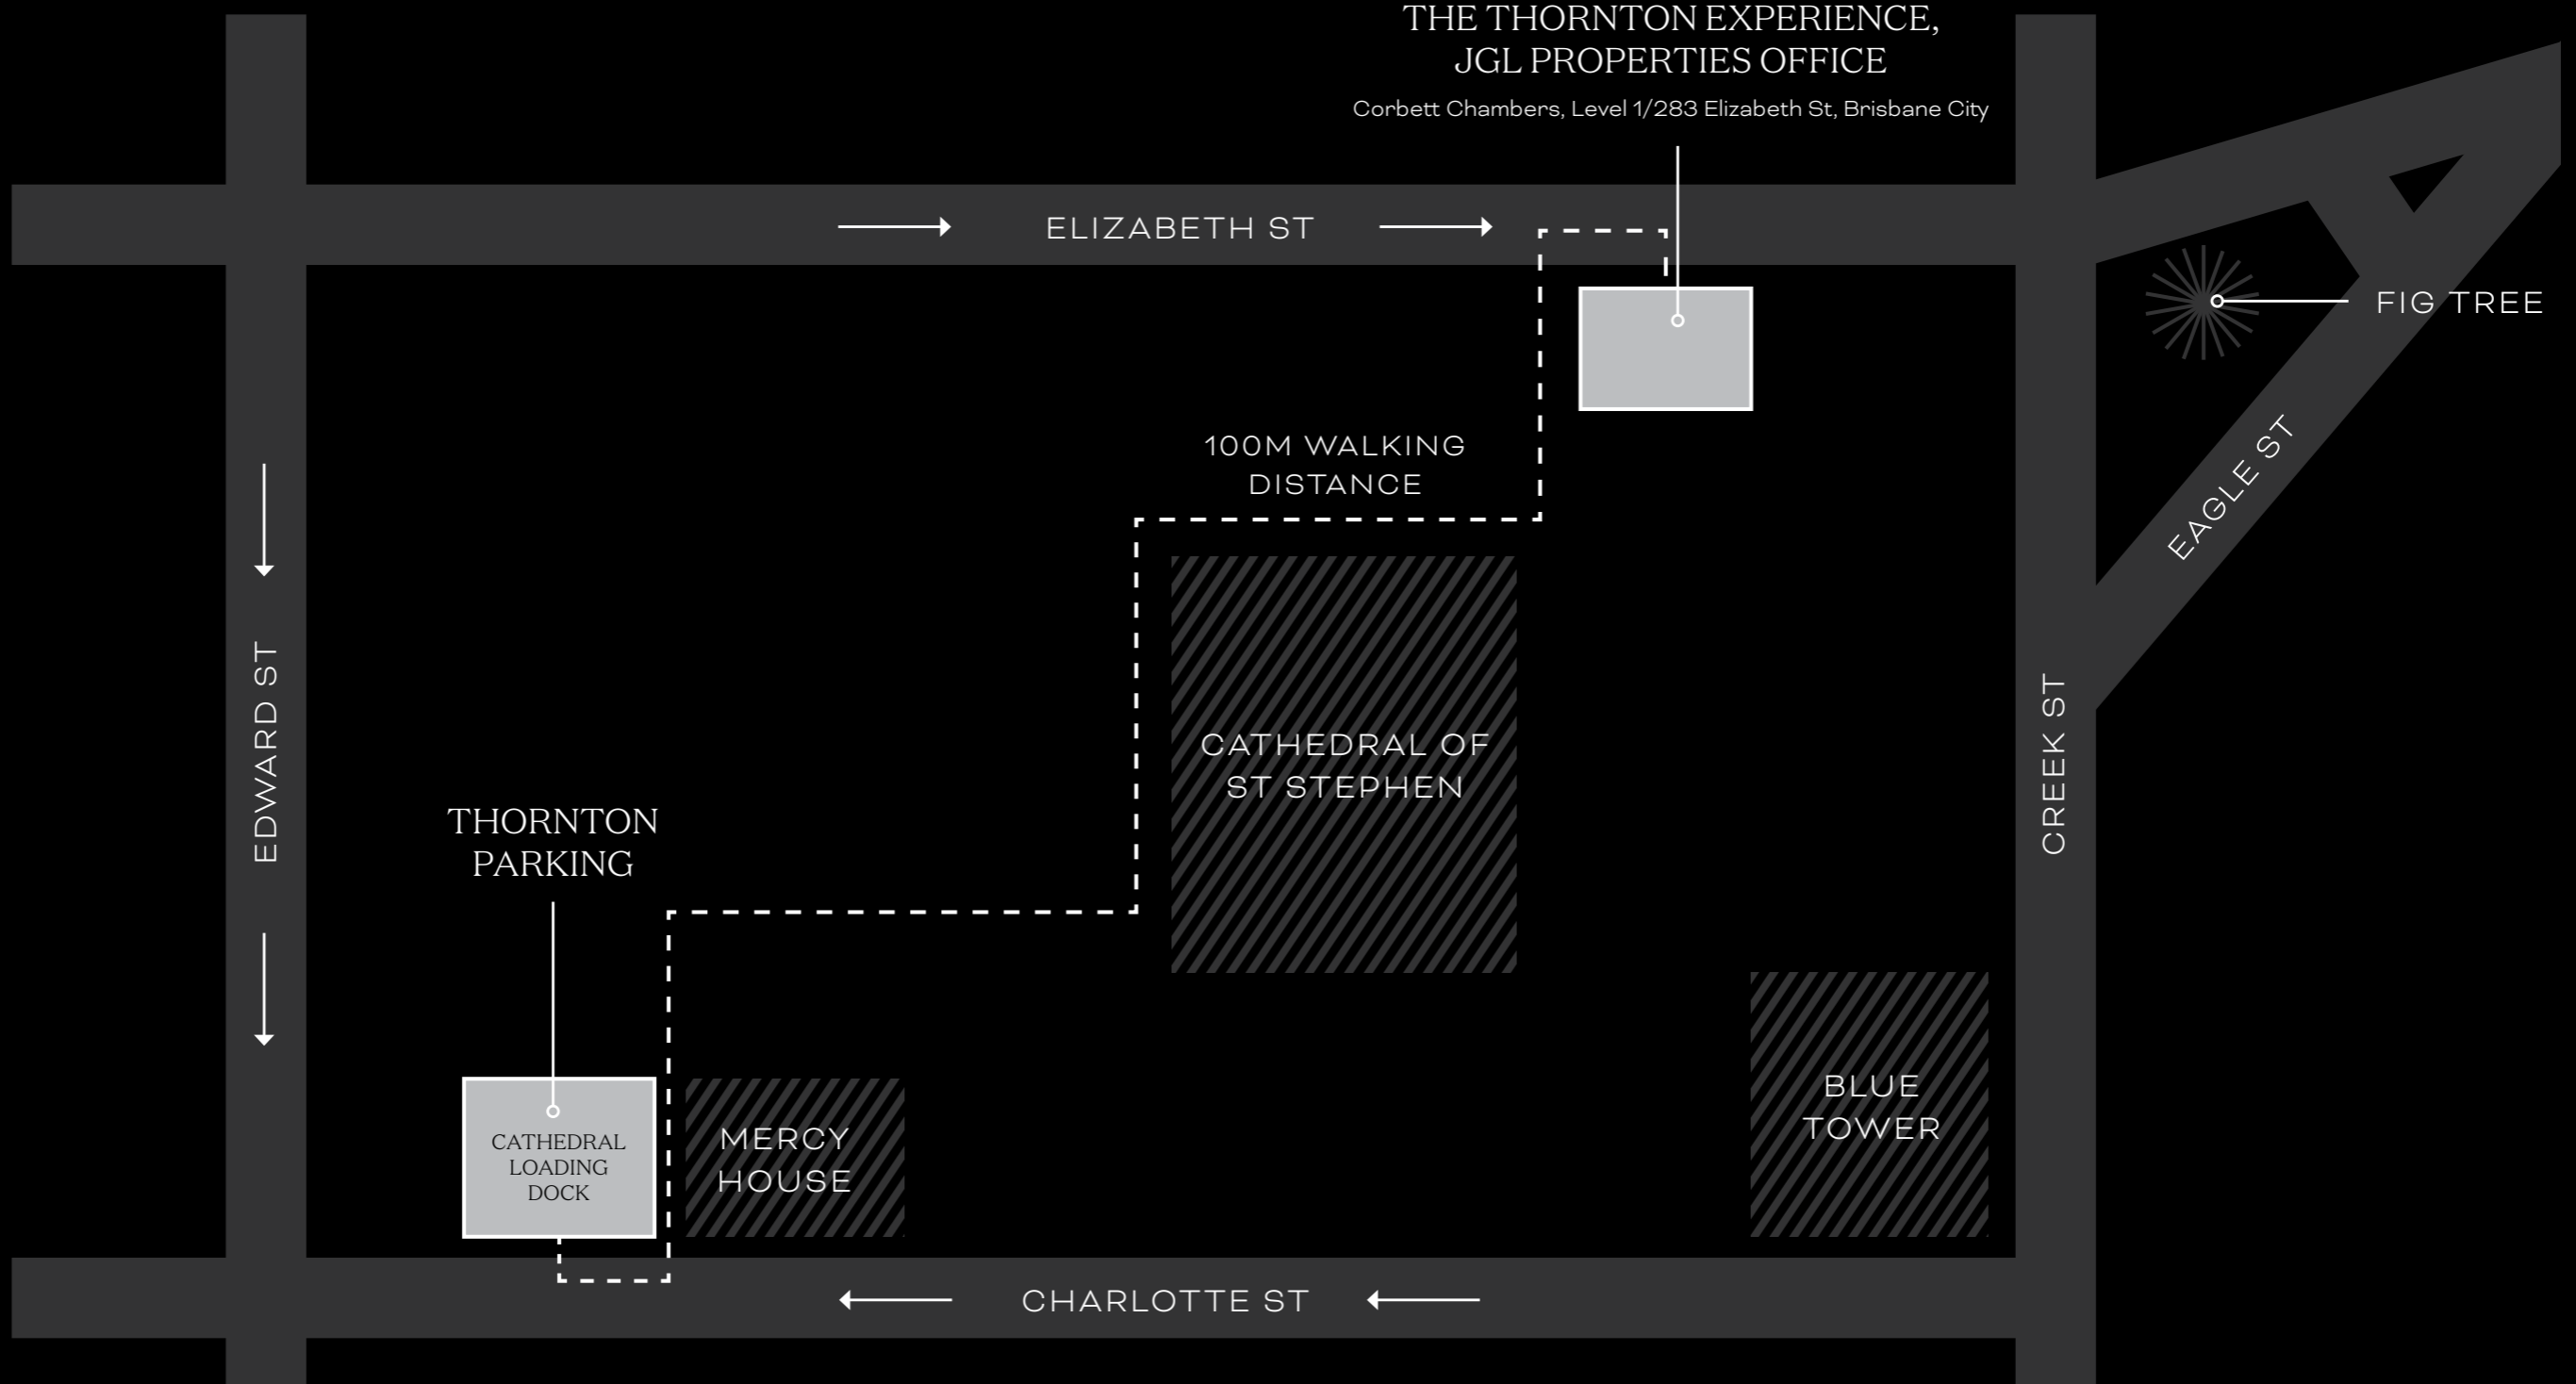 THE THORNTON EXPERIENCE,
JGL PROPERTIES OFFICE
Corbett Chambers, Level 1/283 Elizabeth St, Brisbane City
ELIZABETH ST
FIG TREE
100M WALKING
DISTANCE
EAGLE ST
EDWARD ST
CATHEDRAL OF
ST STEPHEN
CREEK ST
THORNTON
PARKING
CATHEDRAL
LOADING
DOCK
MERCY
HOUSE
BLUE
TOWER
CHARLOTTE ST